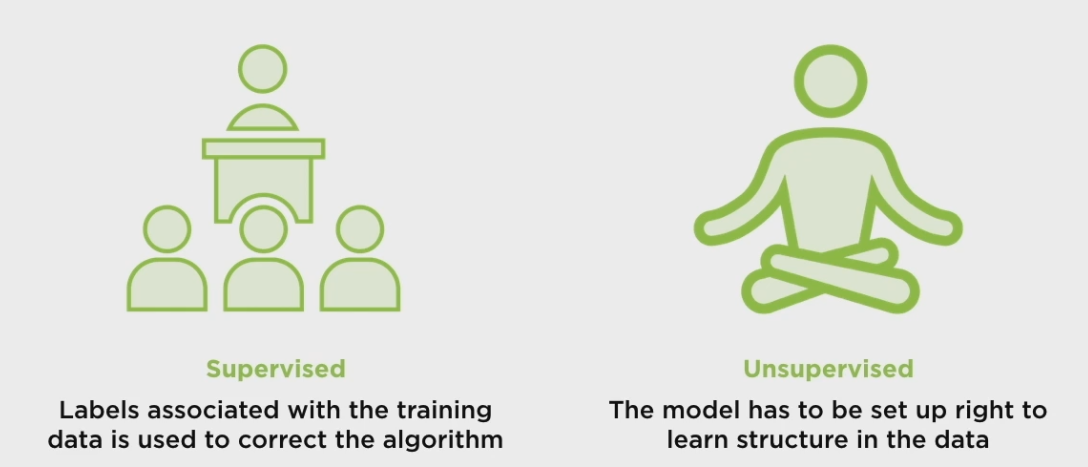 Supervised
Labels associated with the training
data is used to correct the algorithm
Unsupervised
The model has to be set up right to
learn structure in the data